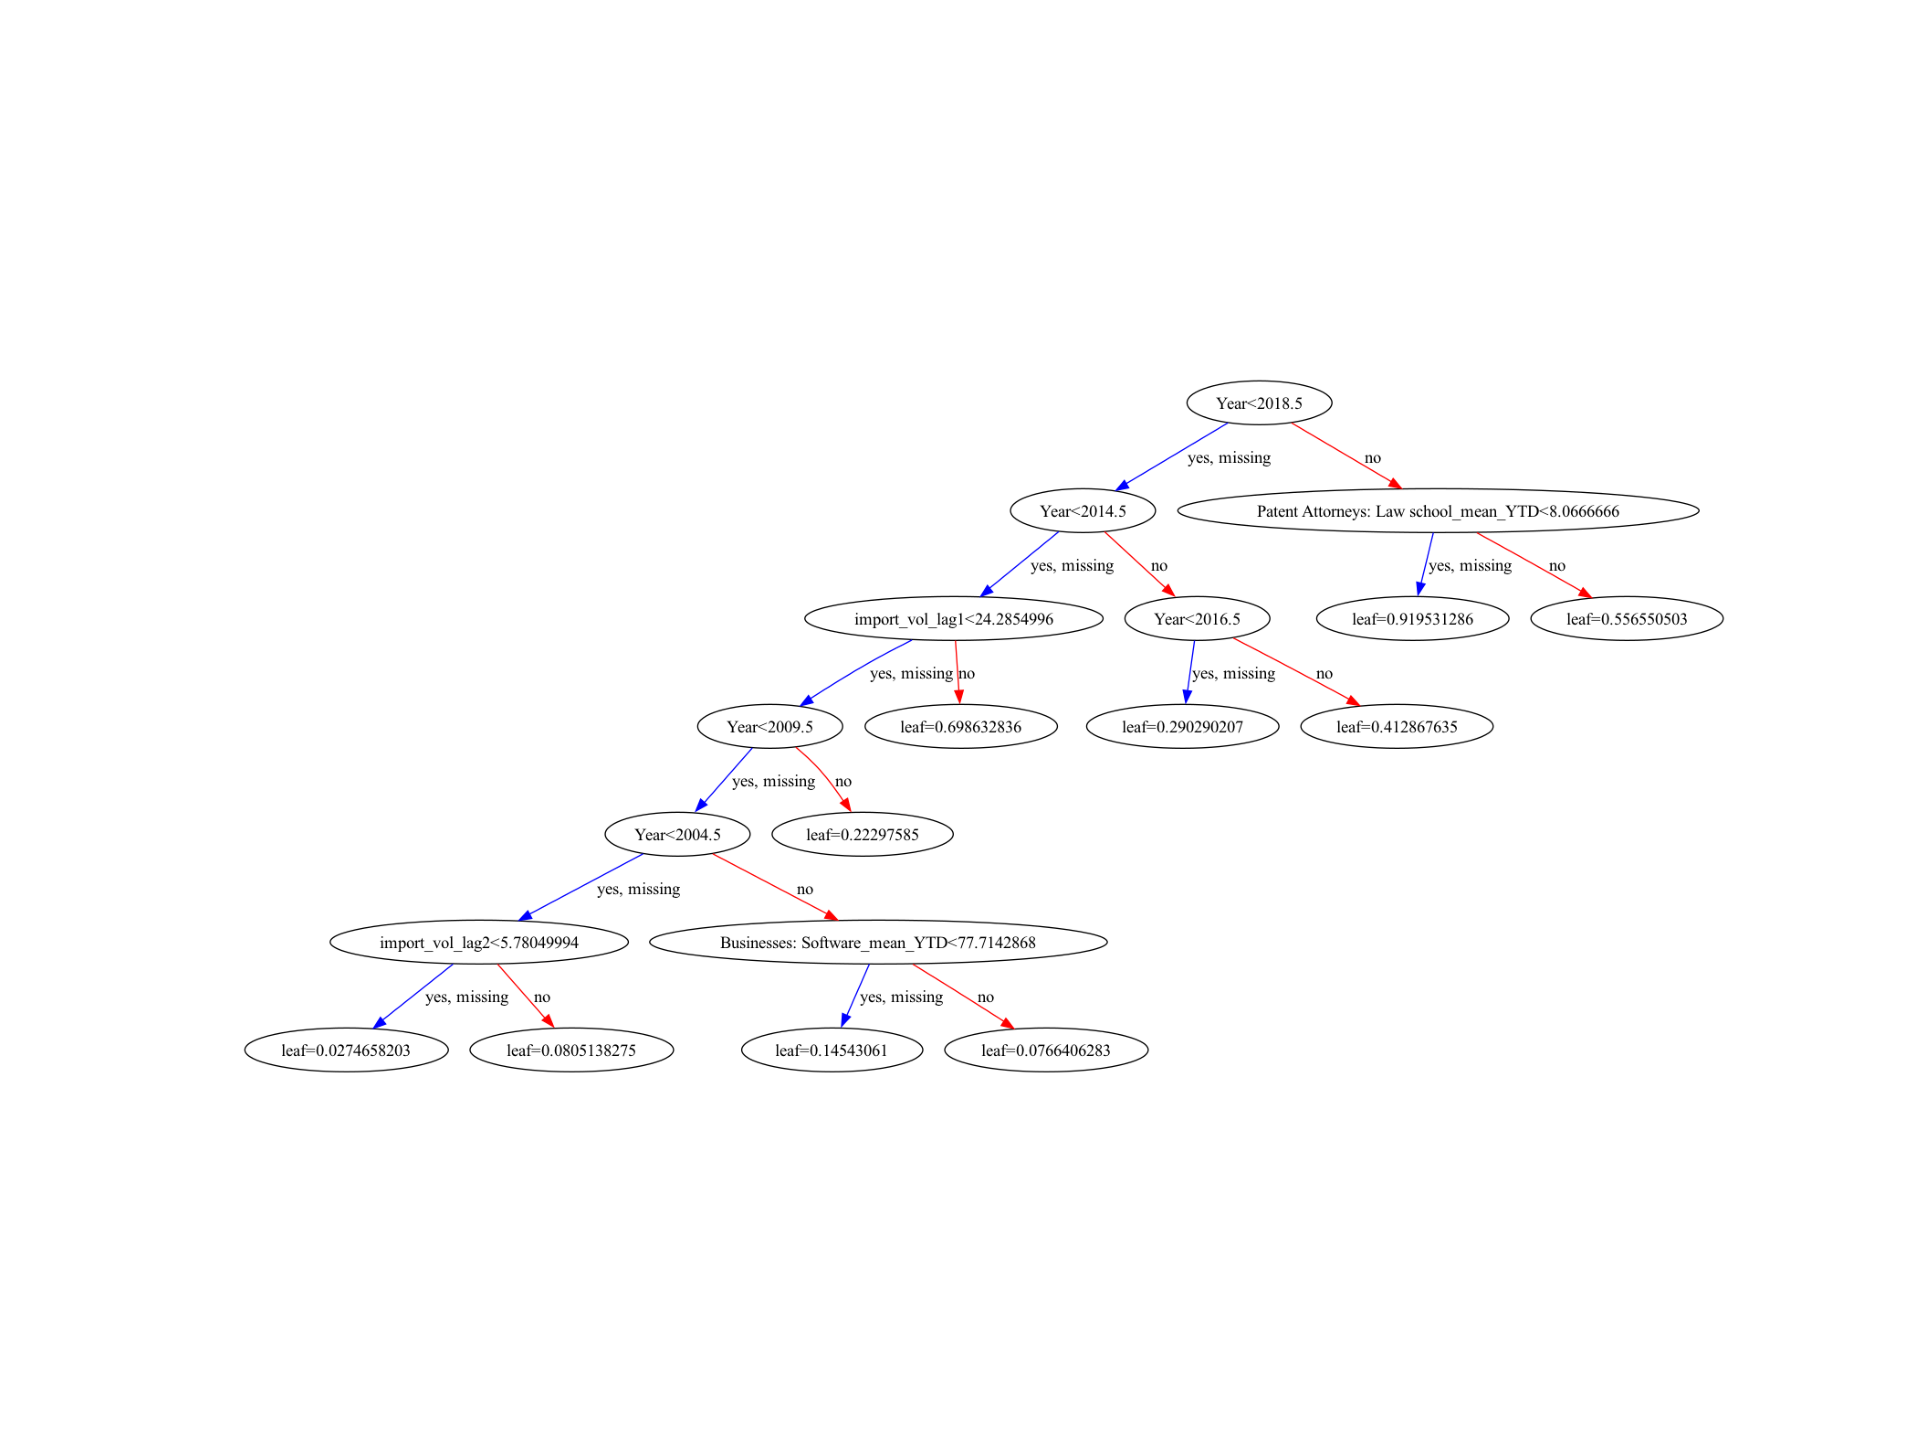 Year<2018.5
yes, missing
no
Year<2014.5
Patent Attorneys: Law school_mean_YTD<8.0666666
yes, missing
no
yes, missing
no
import_vol_lag1<24.2854996
Year<2016.5
leaf=0.919531286
leaf=0.556550503
yes, missing
no
yes, missing
no
Year<2009.5
leaf=0.698632836
leaf=0.290290207
leaf=0.412867635
yes, missing
no
Year<2004.5
leaf=0.22297585
yes, missing
no
import_vol_lag2<5.78049994
Businesses: Software_mean_YTD<77.7142868
yes, missing
no
yes, missing
no
leaf=0.0274658203
leaf=0.0805138275
leaf=0.14543061
leaf=0.0766406283